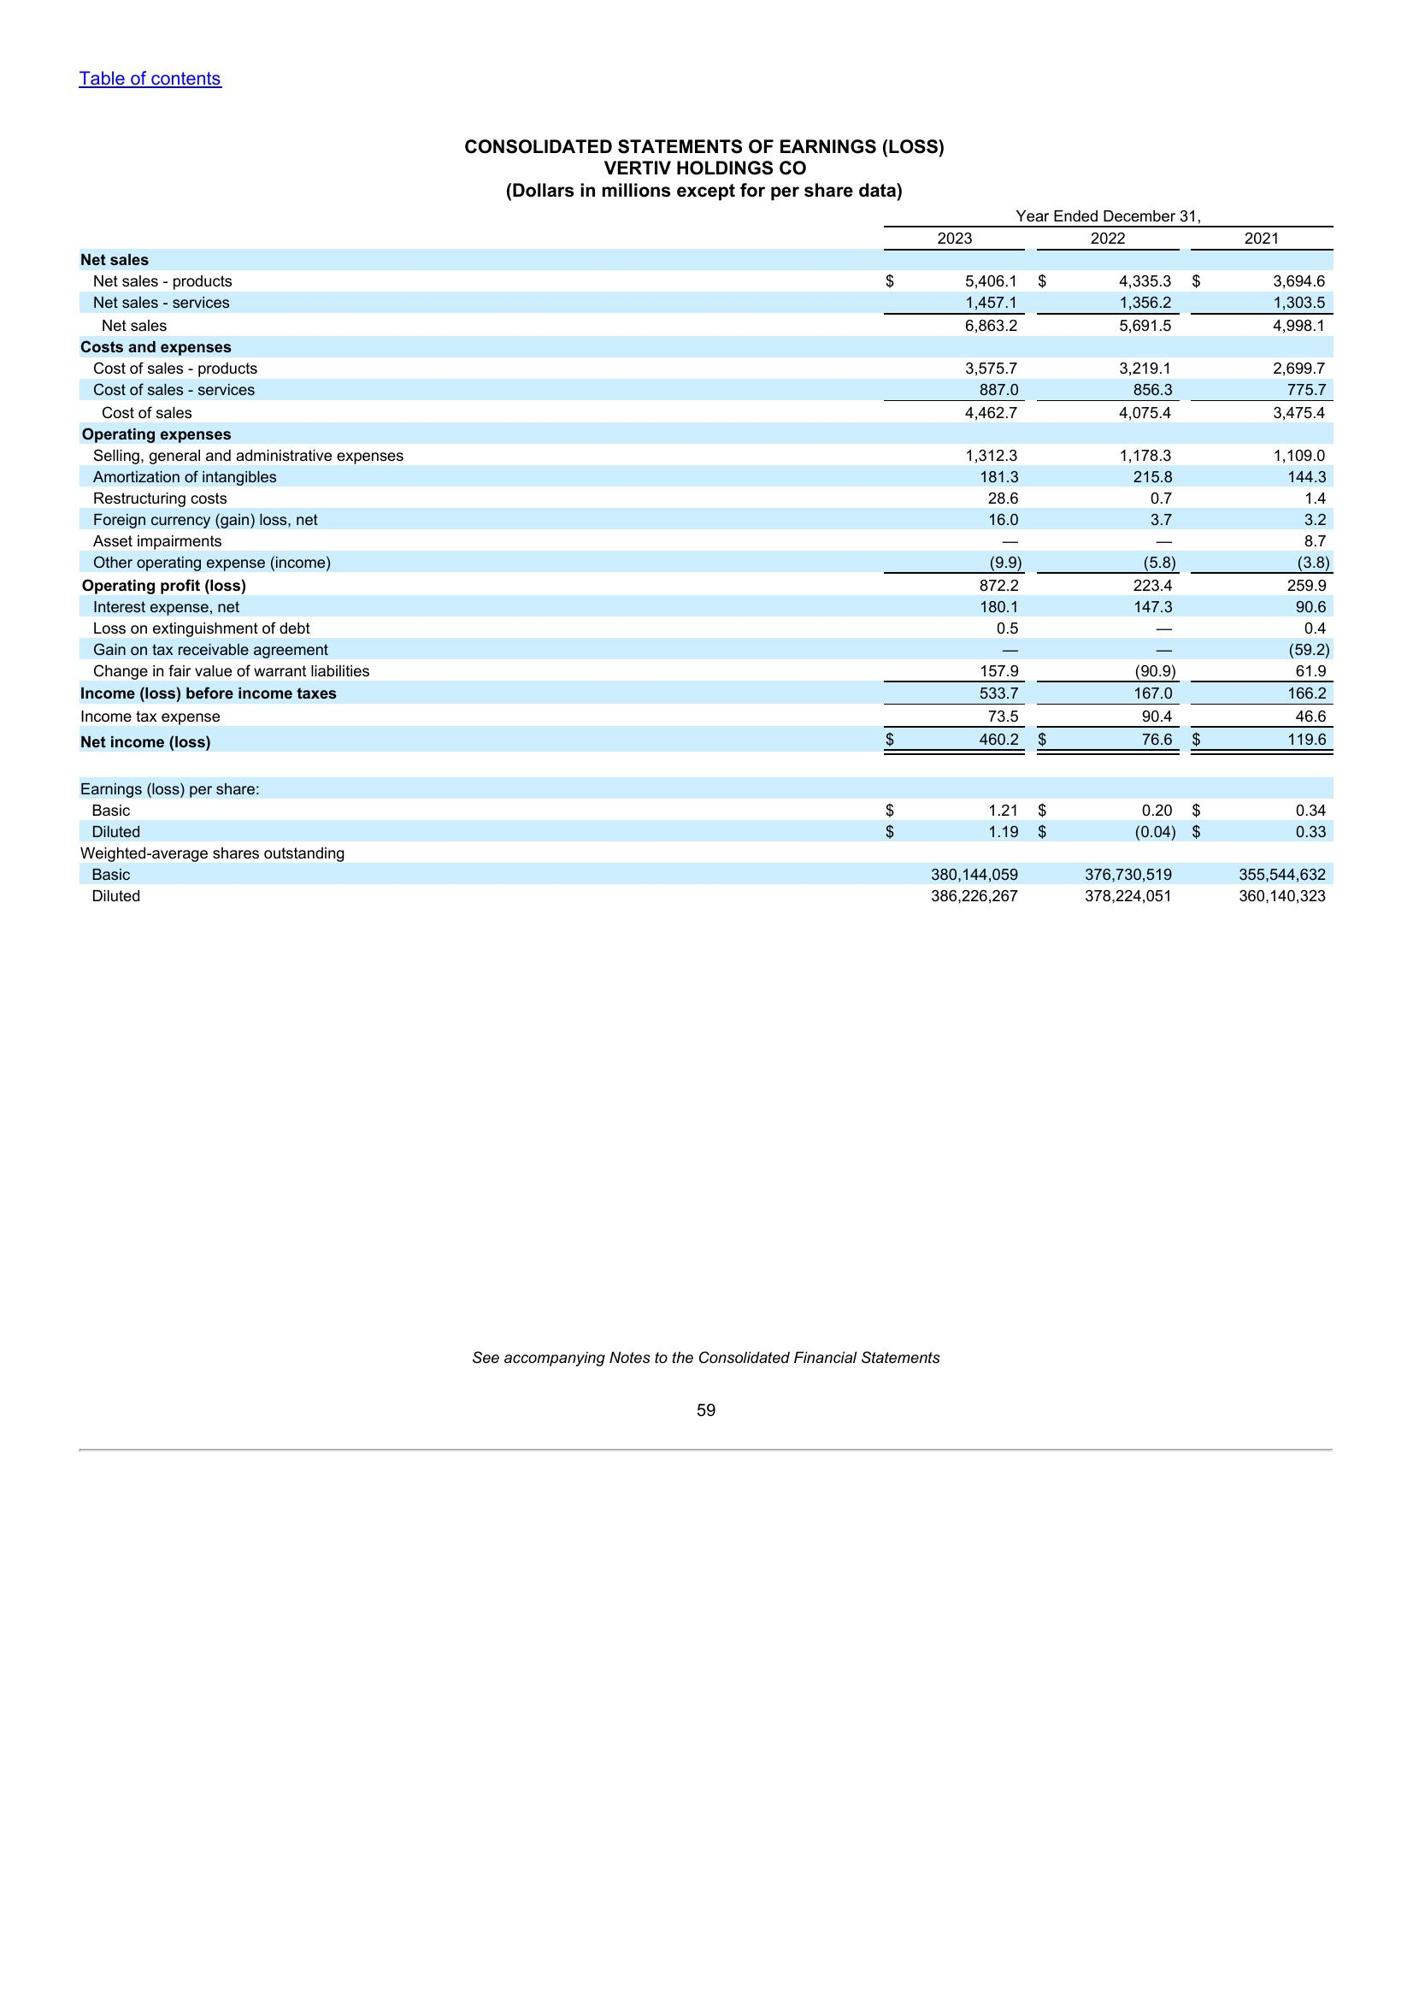 Table of contents
CONSOLIDATED STATEMENTS OF EARNINGS (LOSS)
VERTIV HOLDINGS CO
(Dollars in millions except for per share data)
Year Ended December 31,
2023 2022 2021
Net sales
Net sales - products $ 5,406.1 $ 4,335.3 $ 3,694.6
Net sales - services 1,457.1 1,356.2 1,303.5
Net sales 6,863.2 5,691.5 4,998.1
Costs and expenses
Cost of sales - products 3,575.7 3,219.1 2,699.7
Cost of sales - services 887.0 856.3 775.7
Cost of sales 4,462.7 4,075.4 3,475.4
Operating expenses
Selling, general and administrative expenses 1,312.3 1,178.3 1,109.0
Amortization of intangibles 181.3 215.8 144.3
Restructuring costs 28.6 0.7 1.4
Foreign currency (gain) loss, net 16.0 3.7 3.2
Asset impairments — — 8.7
Other operating expense (income) (9.9) (5.8) (3.8)
Operating profit (loss) 872.2 223.4 259.9
Interest expense, net 180.1 147.3 90.6
Loss on extinguishment of debt 0.5 — 0.4
Gain on tax receivable agreement — — (59.2)
Change in fair value of warrant liabilities 157.9 (90.9) 61.9
Income (loss) before income taxes 533.7 167.0 166.2
Income tax expense 73.5 90.4 46.6
Net income (loss) $ 460.2 $ 76.6 $ 119.6
Earnings (loss) per share:
Basic $ 1.21 $ 0.20 $ 0.34
Diluted $ 1.19 $ (0.04) $ 0.33
Weighted-average shares outstanding
Basic 380,144,059 376,730,519 355,544,632
Diluted 386,226,267 378,224,051 360,140,323
See accompanying Notes to the Consolidated Financial Statements
59